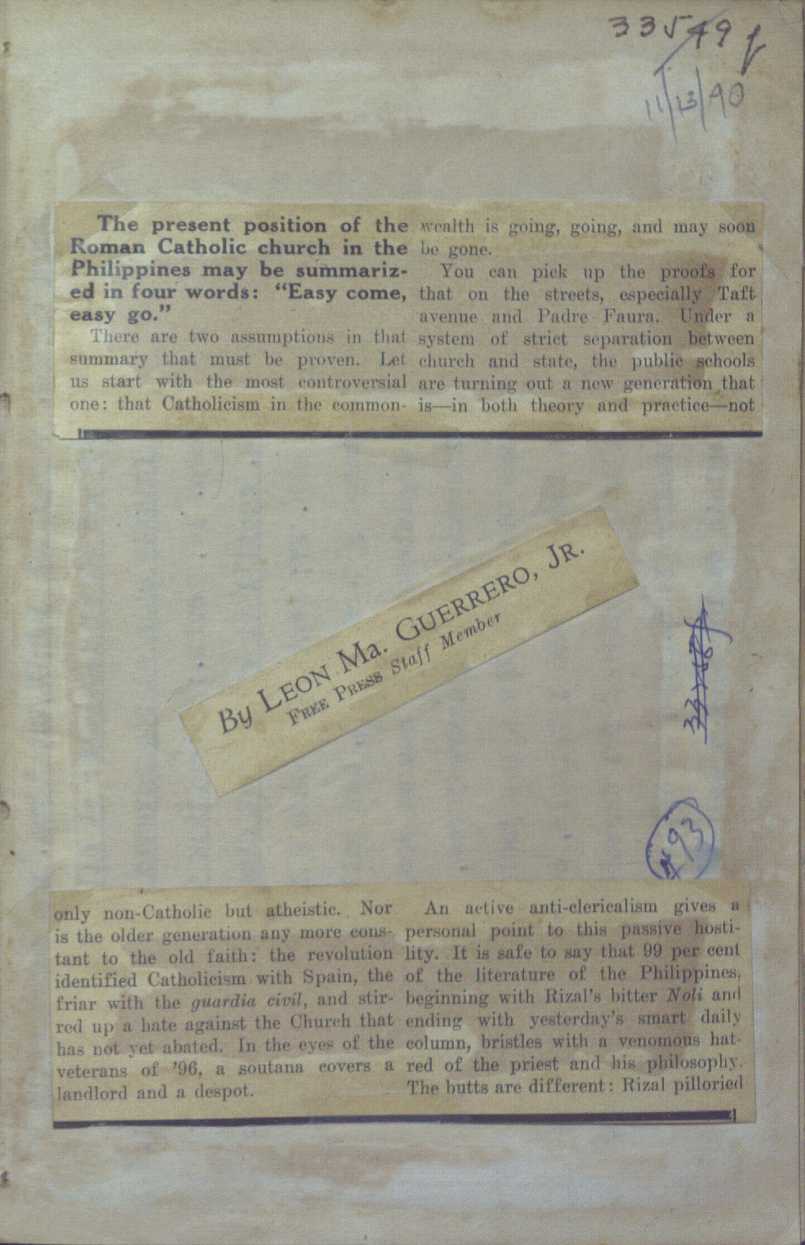 33549
11/13/90
The present position of the
Roman Catholic church in the
Philippines may be summariz-
ed in four words: "Easy come,
easy go."
There are two assumptions in that
summary that must be proven. Let
us start with the most controversial
one: that Catholicism in the common-
wealth is going, going, and may soon
be gone.
You can pick up the proofs for
that on the streets, especially Taft
avenue and Padre Faura. Under a
system of strict separation between
church and state, the public schools
are turning out a new generation that
is—in both theory and practice—not
By LEON MA. GUERRERO, JR.
FREE PRESS Staff Member
93
only non-Catholic but atheistic. Nor
is the older generation any more cons-
tant to the old faith: the revolution
identified Catholicism with Spain, the
friar with the guardia civil, and stir-
red up a hate against the Church that
has not yet abated. In the eyes of the
veterans of '96, a soutana covers a
landlord and a despot.
An active anti-clericalism gives a
personal point to this passive hosti-
lity. It is safe to say that 99 per cent
of the literature of the Philippines,
beginning with Rizal's bitter Noli and
ending with yesterday's smart daily
column, bristles with a venomous hat-
red of the priest and his philosophy.
The butts are different: Rizal pilloried